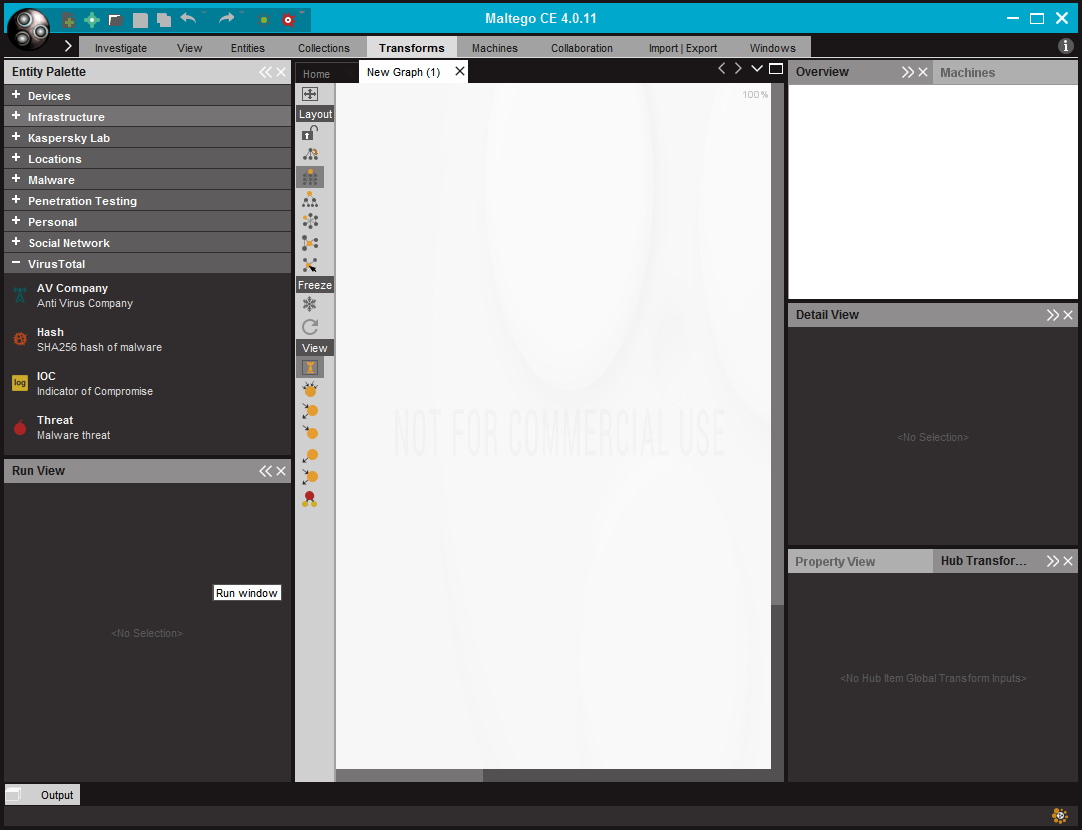 Maltego CE 4.0.11
Investigate View Entities Collections Transforms Machines Collaboration Import | Export Windows
Entity Palette
Devices
Infrastructure
Kaspersky Lab
Locations
Malware
Penetration Testing
Personal
Social Network
VirusTotal
AV Company
Anti Virus Company
Hash
SHA256 hash of malware
log
IOC
Indicator of Compromise
Threat
Malware threat
Run View
Run window
<No Selection>
Home New Graph (1)
100%
Layout
Freeze
View
NOT FOR COMMERCIAL USE
Overview Machines
Detail View
<No Selection>
Property View Hub Transfor...
<No Hub Item Global Transform Inputs>
Output